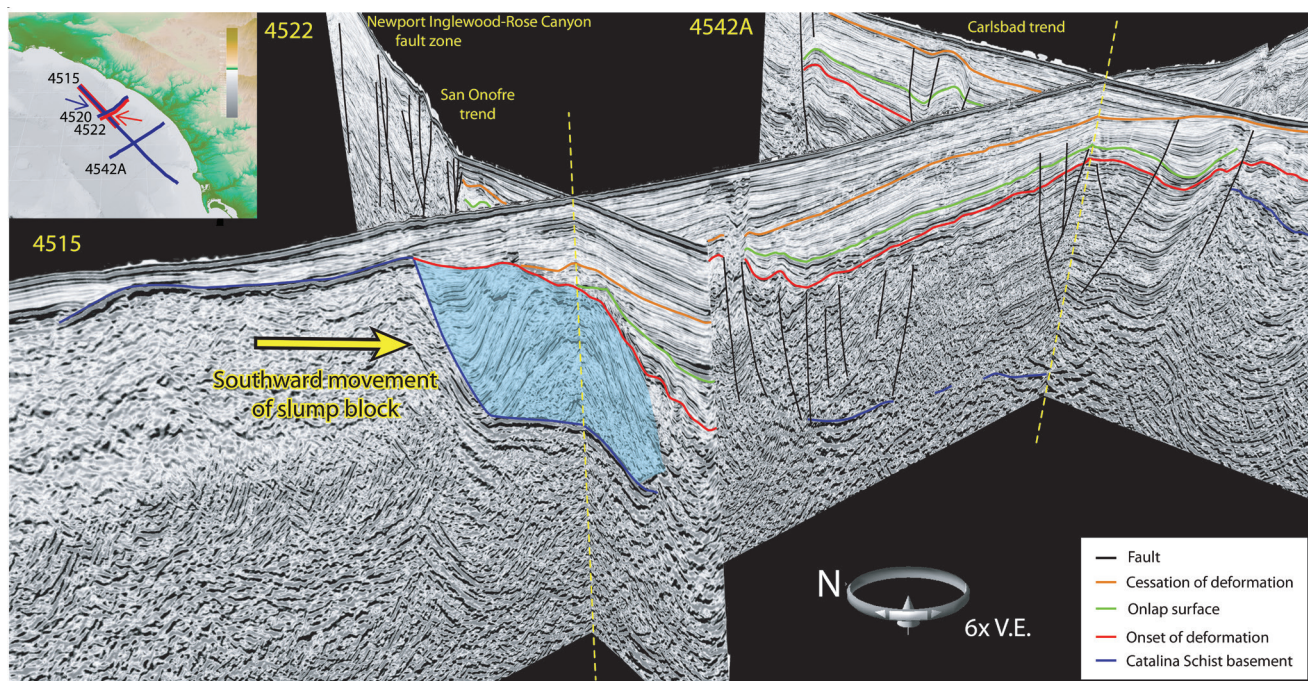 4515
4520
4522
4542A
4522
Newport Inglewood-Rose Canyon
fault zone
San Onofre
trend
4542A
Carlsbad trend
4515
Southward movement
of slump block
N
6x V.E.
Fault
Cessation of deformation
Onlap surface
Onset of deformation
Catalina Schist basement